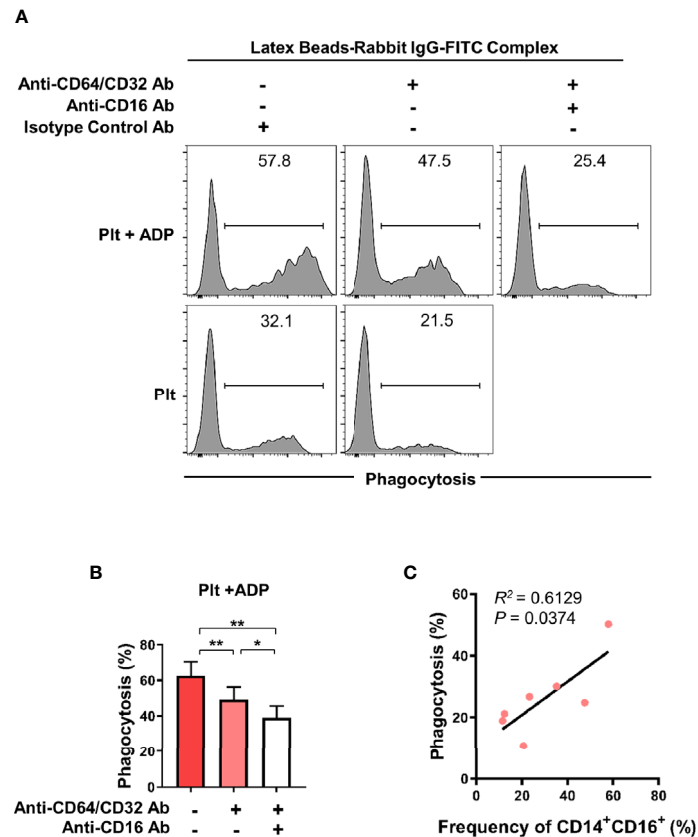 A
Latex Beads-Rabbit IgG-FITC Complex
Anti-CD64/CD32 Ab - + +
Anti-CD16 Ab - - +
Isotype Control Ab + - -
57.8 47.5 25.4
Plt + ADP
32.1 21.5
Plt
Phagocytosis
B
Plt +ADP
**
** *
Phagocytosis (%)
80
60
40
20
0
Anti-CD64/CD32 Ab - + +
Anti-CD16 Ab - - +
C
R² = 0.6129
P = 0.0374
Phagocytosis (%)
60
40
20
0
0 20 40 60 80
Frequency of CD14⁺CD16⁺ (%)